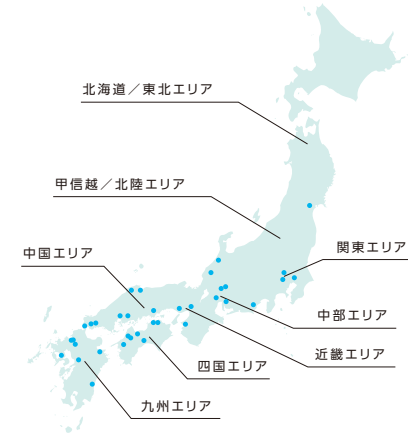 北海道／東北エリア
甲信越／北陸エリア
関東エリア
中国エリア
中部エリア
近畿エリア
四国エリア
九州エリア